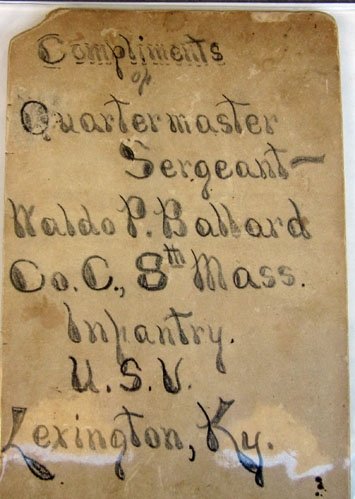 Compliments
of
Quartermaster
Sergeant—
Waldo P. Ballard
Co. C., 8th Mass.
Infantry.
U. S. V.
Lexington, Ky.